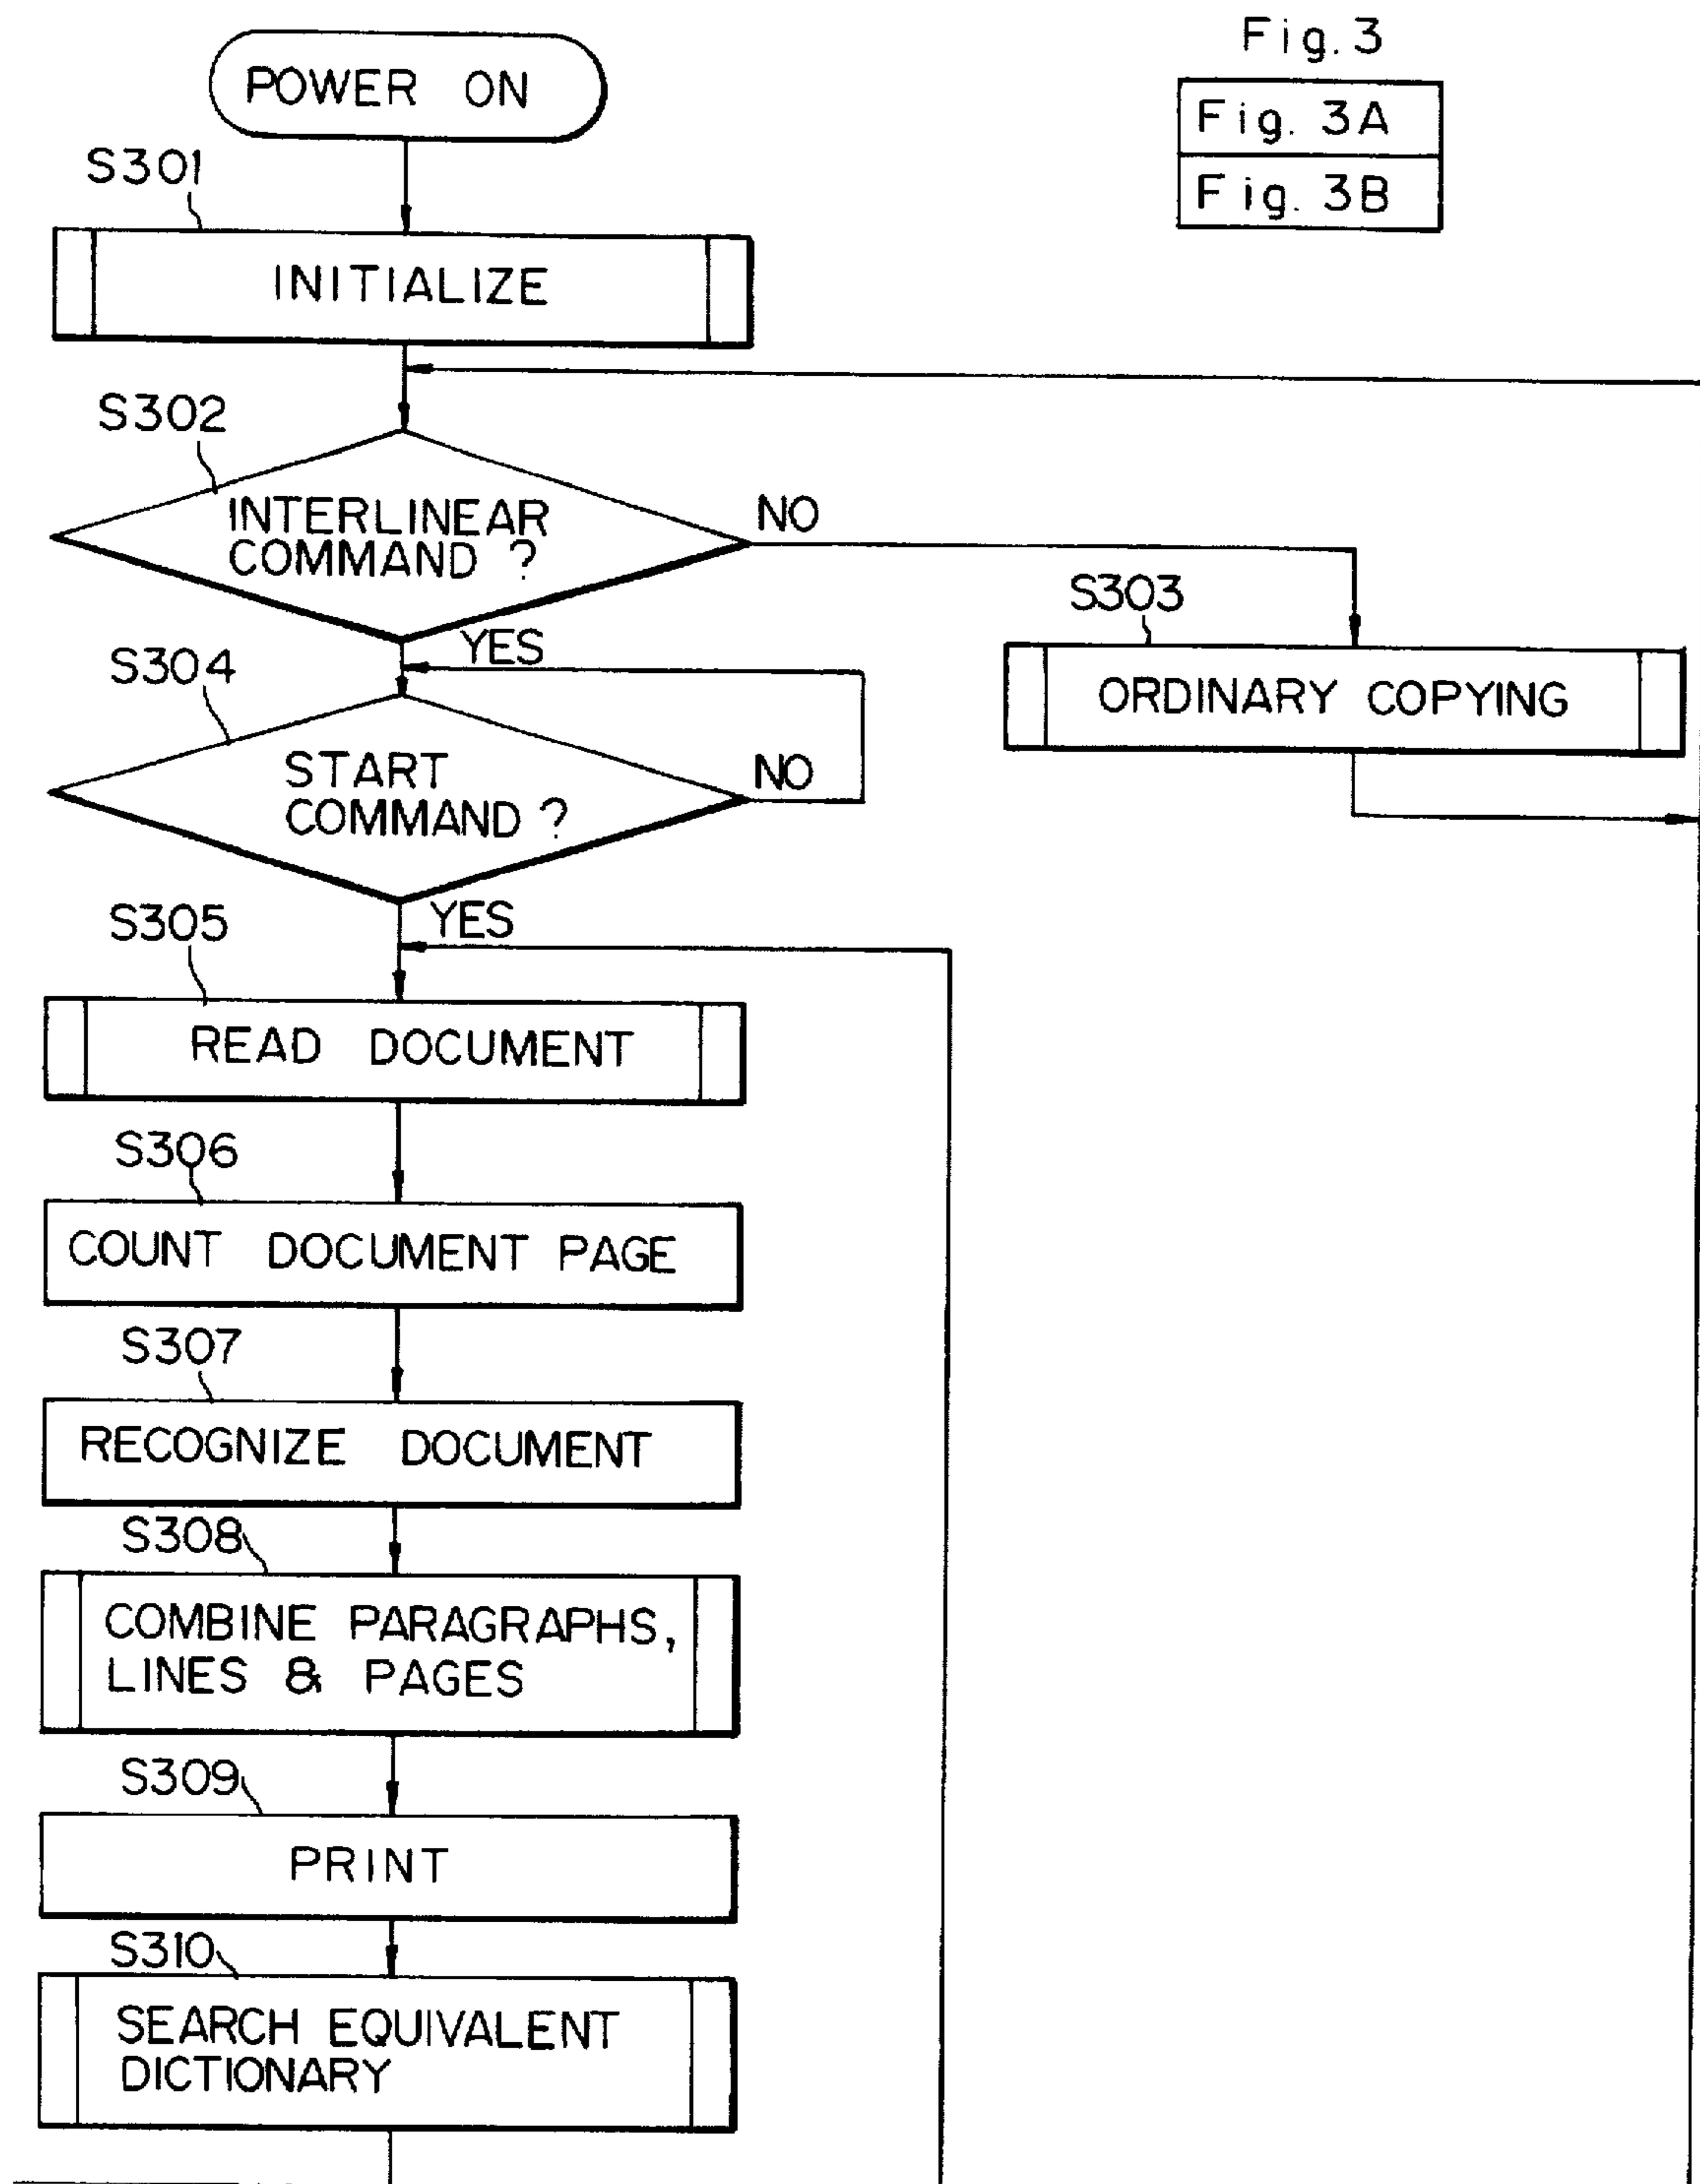 Fig. 3
Fig. 3A
Fig. 3B
POWER ON
S301
INITIALIZE
S302
INTERLINEAR
COMMAND ?
NO
YES
S303
ORDINARY COPYING
S304
START
COMMAND ?
NO
YES
S305
READ DOCUMENT
S306
COUNT DOCUMENT PAGE
S307
RECOGNIZE DOCUMENT
S308
COMBINE PARAGRAPHS,
LINES & PAGES
S309
PRINT
S310
SEARCH EQUIVALENT
DICTIONARY